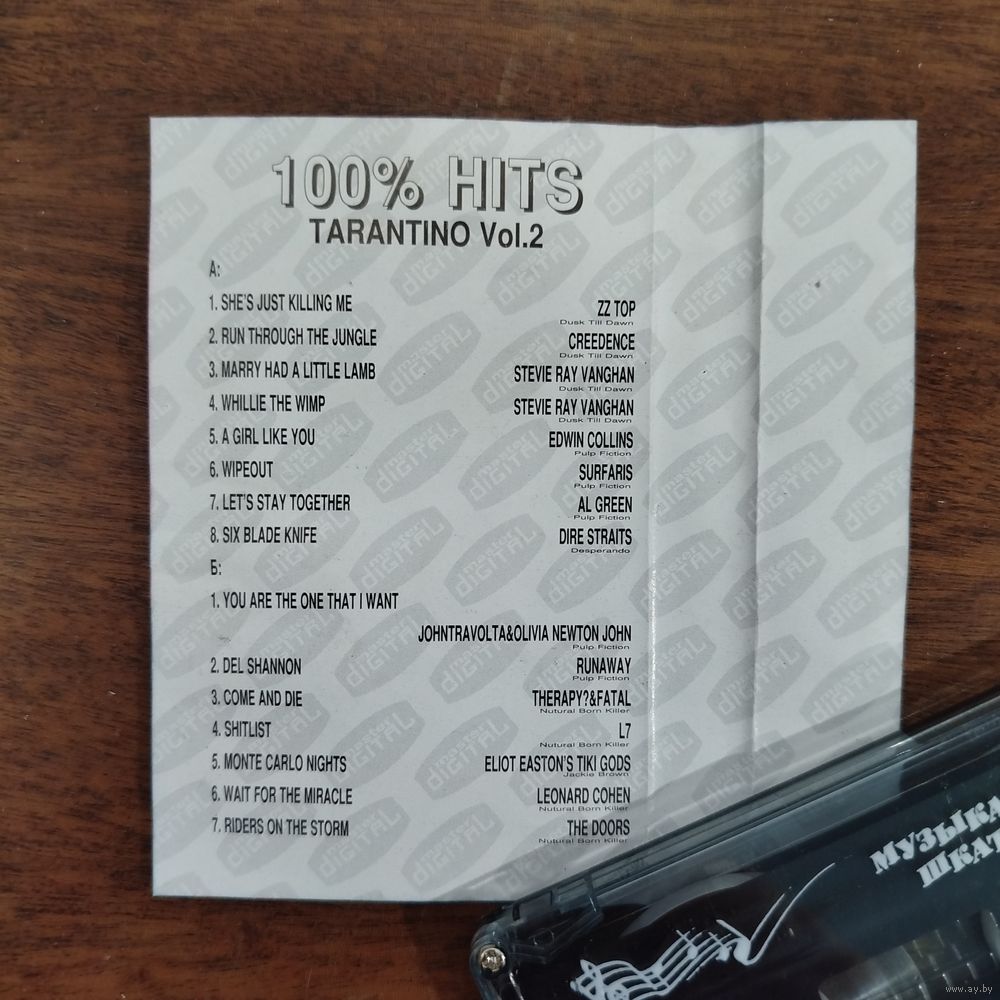 100% HITS
TARANTINO Vol.2
A:
1. SHE'S JUST KILLING ME ZZ TOP
Dusk Till Dawn
2. RUN THROUGH THE JUNGLE CREEDENCE
Dusk Till Dawn
3. MARRY HAD A LITTLE LAMB STEVIE RAY VANGHAN
Dusk Till Dawn
4. WHILLIE THE WIMP STEVIE RAY VANGHAN
Dusk Till Dawn
5. A GIRL LIKE YOU EDWIN COLLINS
Pulp Fiction
6. WIPEOUT SURFARIS
Pulp Fiction
7. LET'S STAY TOGETHER AL GREEN
Pulp Fiction
8. SIX BLADE KNIFE DIRE STRAITS
Desperando
Б:
1. YOU ARE THE ONE THAT I WANT
JOHNTRAVOLTA&OLIVIA NEWTON JOHN
Pulp Fiction
2. DEL SHANNON RUNAWAY
Pulp Fiction
3. COME AND DIE THERAPY?&FATAL
Nutural Born Killer
4. SHITLIST L7
Nutural Born Killer
5. MONTE CARLO NIGHTS ELIOT EASTON'S TIKI GODS
Jackie Brown
6. WAIT FOR THE MIRACLE LEONARD COHEN
Nutural Born Killer
7. RIDERS ON THE STORM THE DOORS
Nutural Born Killer
МУЗЫКА
ШКАТ
www.ay.by